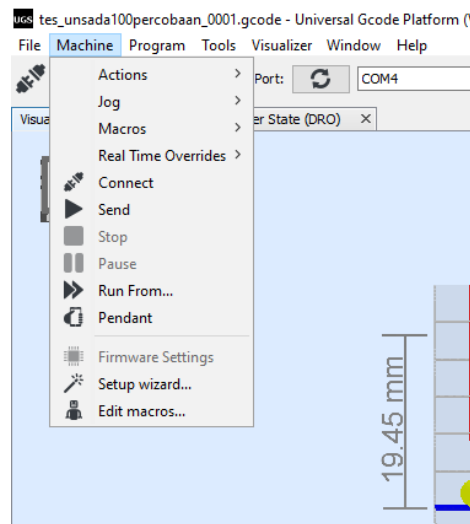 UGS tes_unsada100percobaan_0001.gcode - Universal Gcode Platform (
File Machine Program Tools Visualizer Window Help
Port: COM4
Visua er State (DRO) ×
Actions >
Jog >
Macros >
Real Time Overrides >
Connect
Send
Stop
Pause
Run From...
Pendant
Firmware Settings
Setup wizard...
Edit macros...
19.45 mm